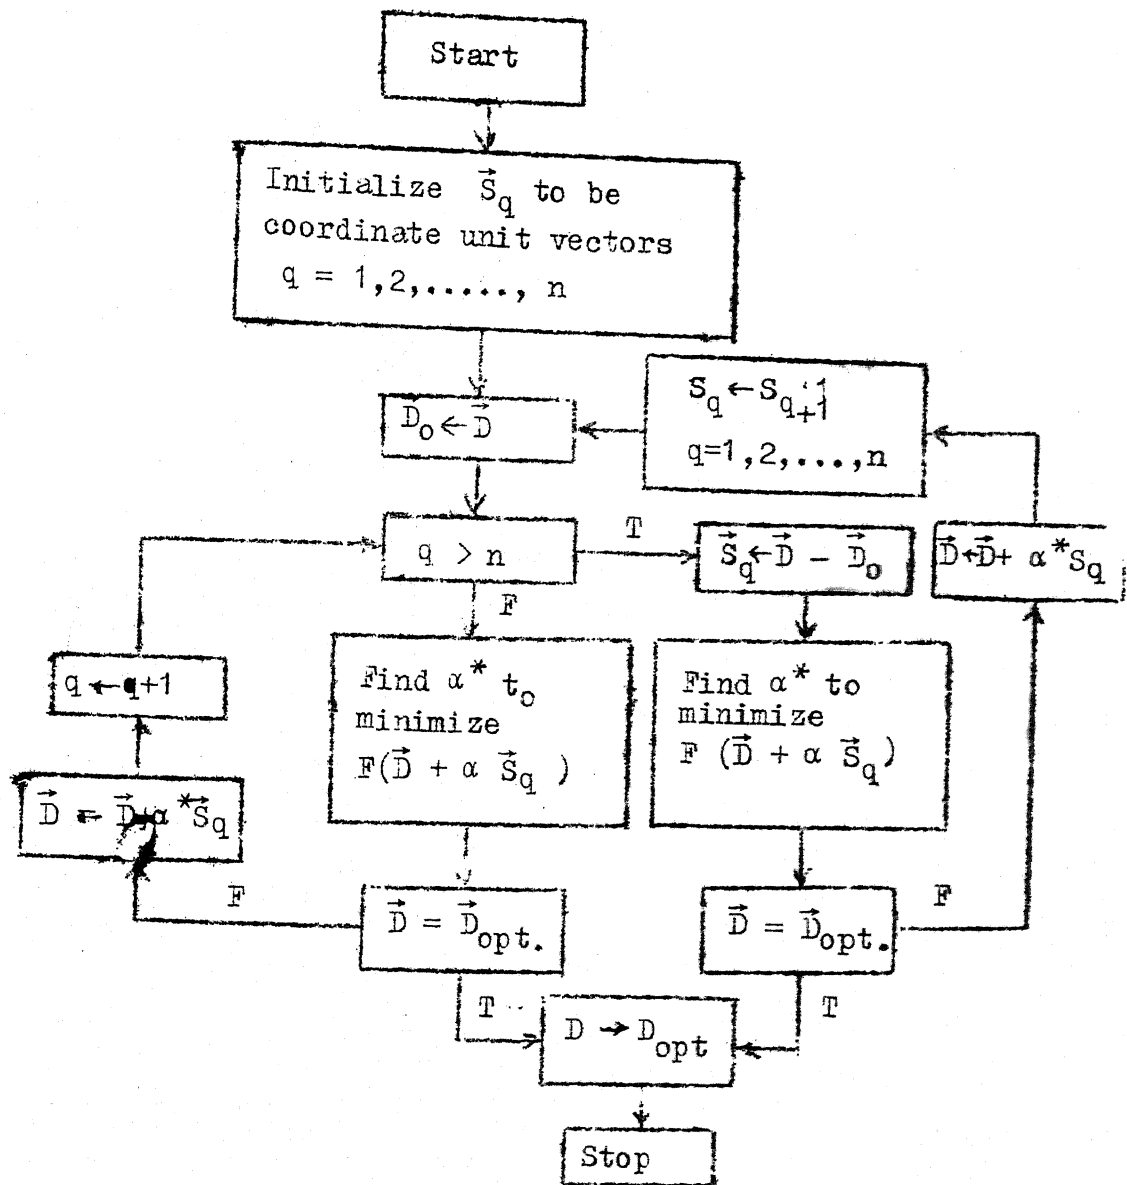 Start
Initialize S⃗q to be
coordinate unit vectors
q = 1,2,....., n
D⃗o ← D⃗
Sq ← Sq+1
q=1,2,...,n
q > n
T
S⃗q ← D⃗ - D⃗o
D⃗ ← D⃗ + α*Sq
F
q ← q+1
Find α* to
minimize
F(D⃗ + α S⃗q )
Find α* to
minimize
F (D⃗ + α S⃗q)
D⃗ ← D⃗+α*S⃗q
F
D⃗ = D⃗opt.
D⃗ = D⃗opt.
F
T
T
D → Dopt
Stop